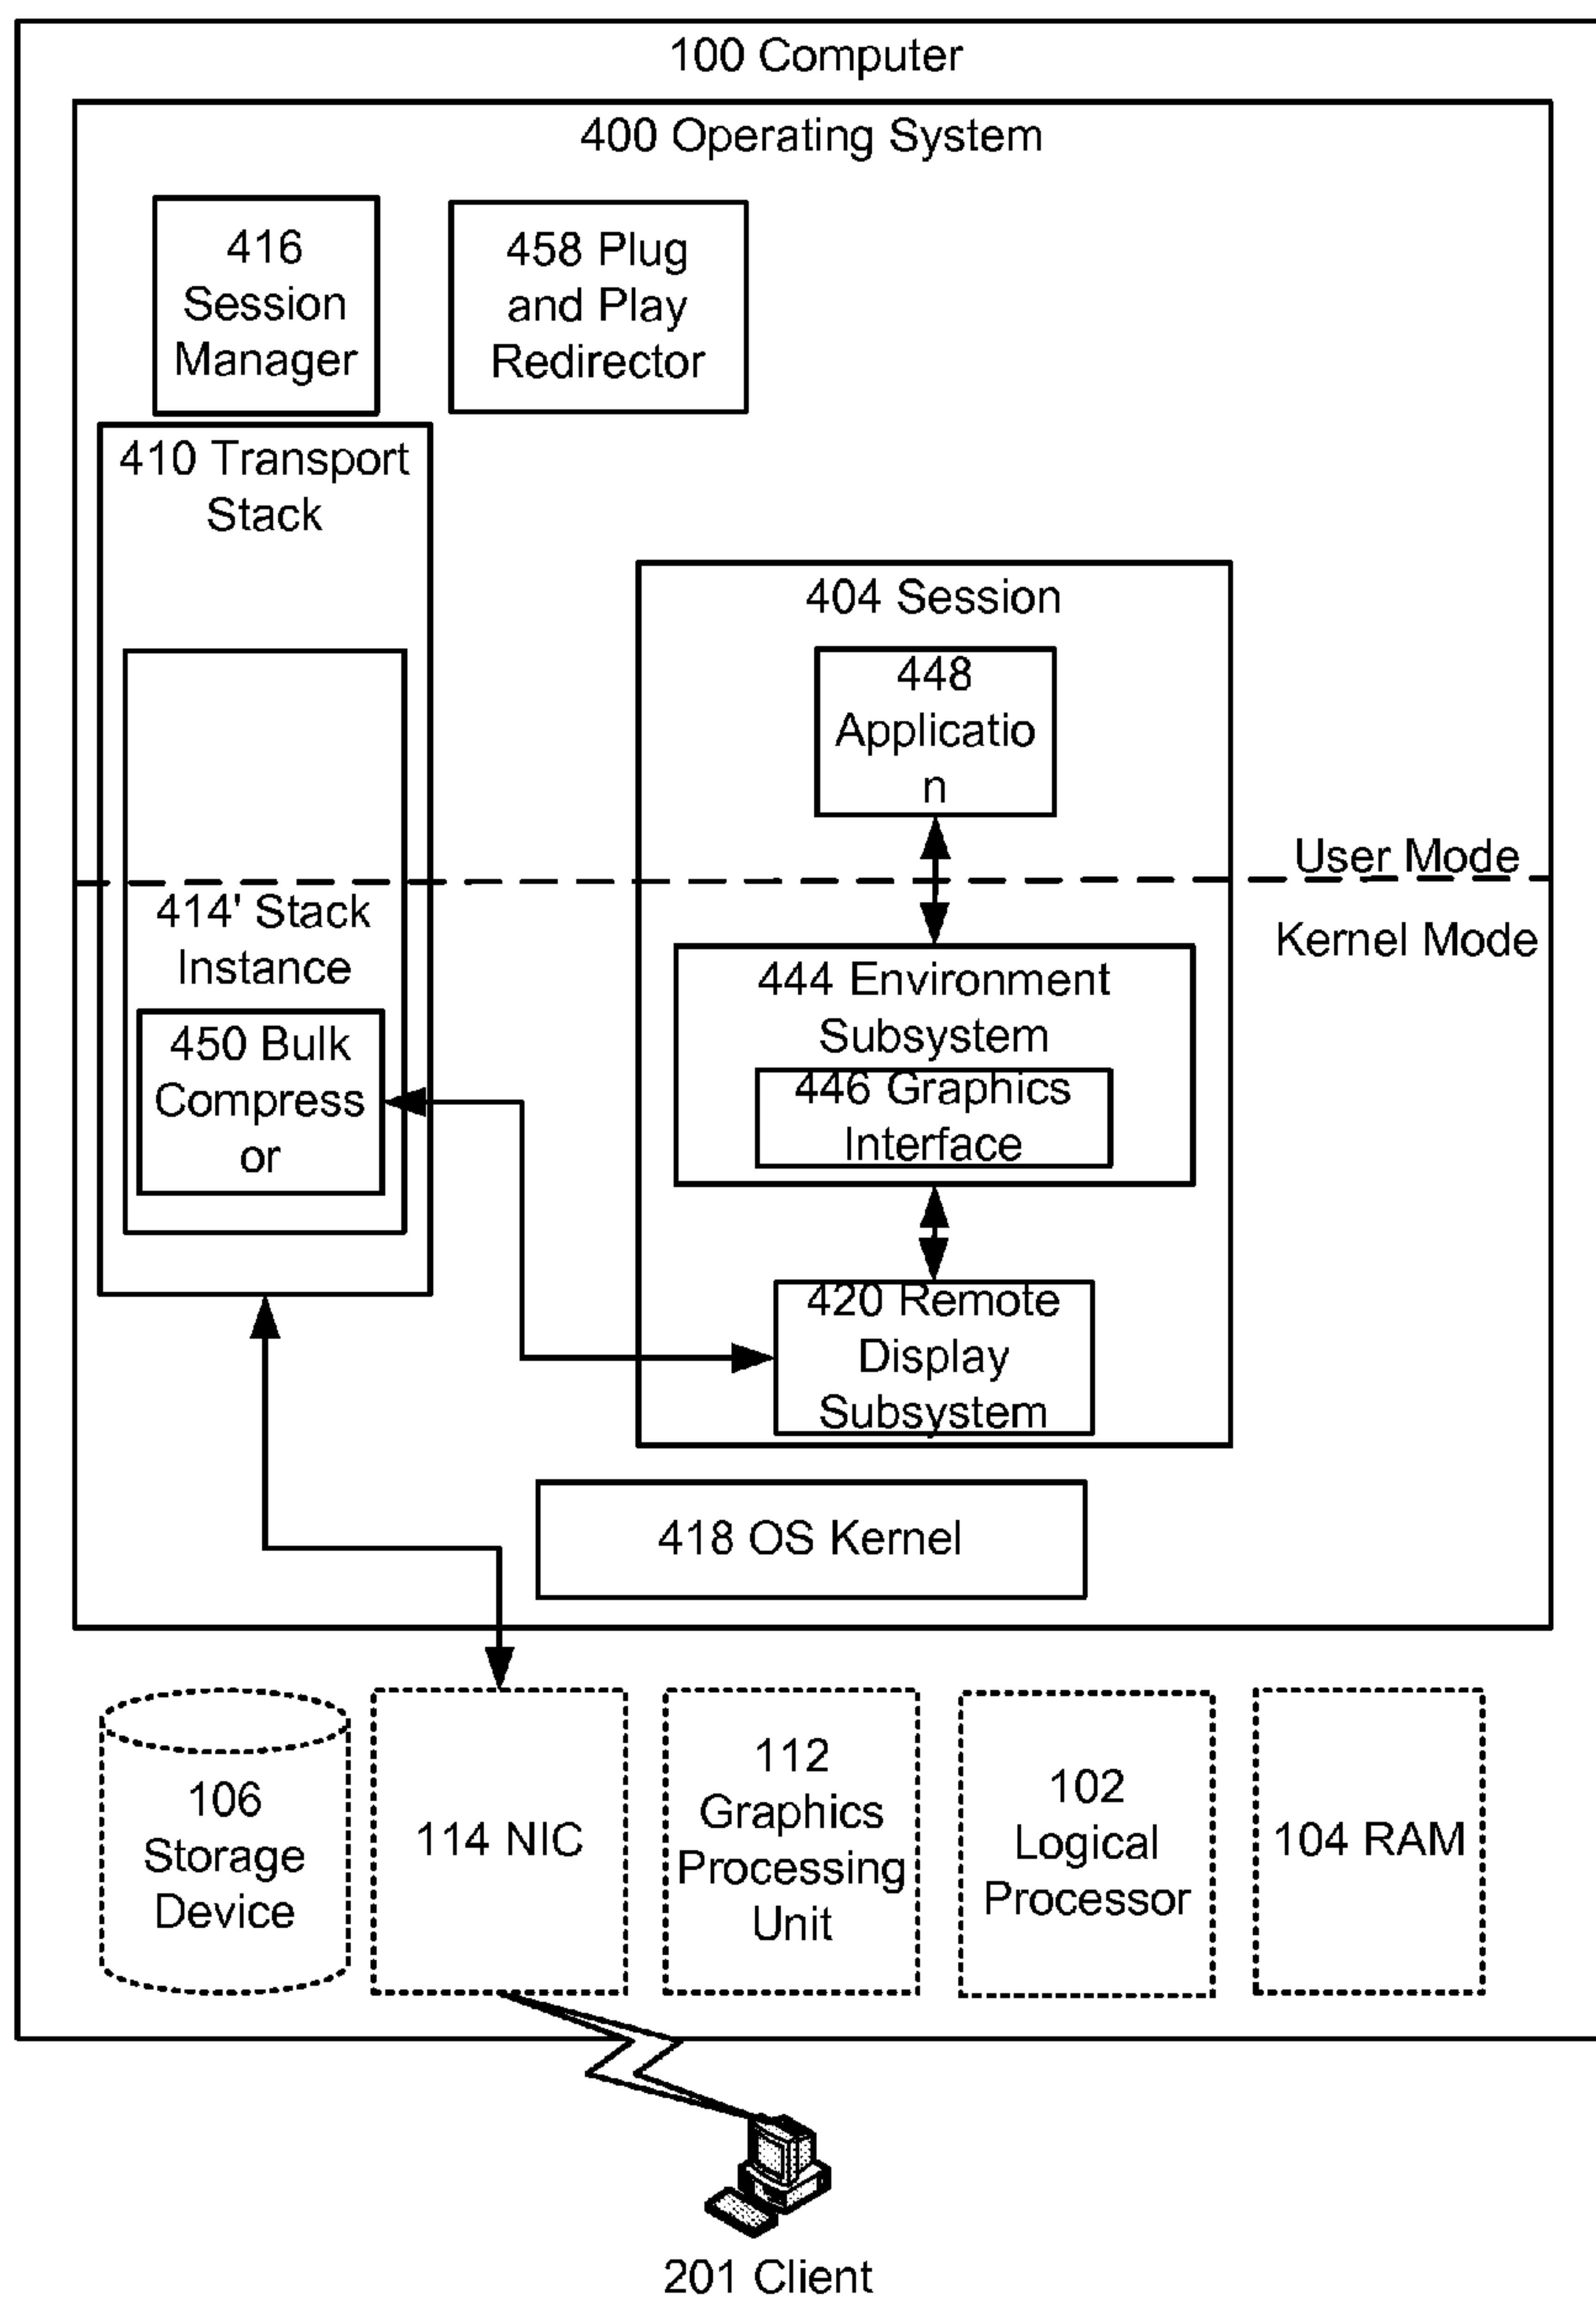 100 Computer
400 Operating System
416
Session
Manager
458 Plug
and Play
Redirector
410 Transport
Stack
404 Session
448
Applicatio
n
User Mode
Kernel Mode
414' Stack
Instance
450 Bulk
Compress
or
444 Environment
Subsystem
446 Graphics
Interface
420 Remote
Display
Subsystem
418 OS Kernel
106
Storage
Device
114 NIC
112
Graphics
Processing
Unit
102
Logical
Processor
104 RAM
201 Client